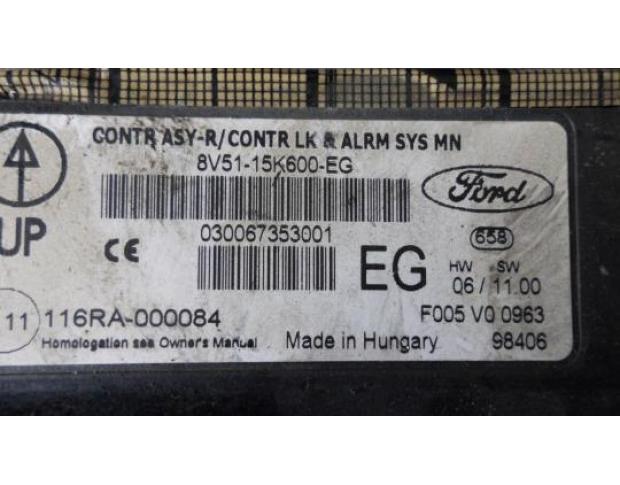 CONTR ASY-R/CONTR LK & ALRM SYS MN
8V51-15K600-EG
Ford
UP
CE
030067353001
EG
658
HW SW
06 / 11.00
11 116RA-000084
F005 V0 0963
Homologation see Owner's Manual
Made in Hungary
98406